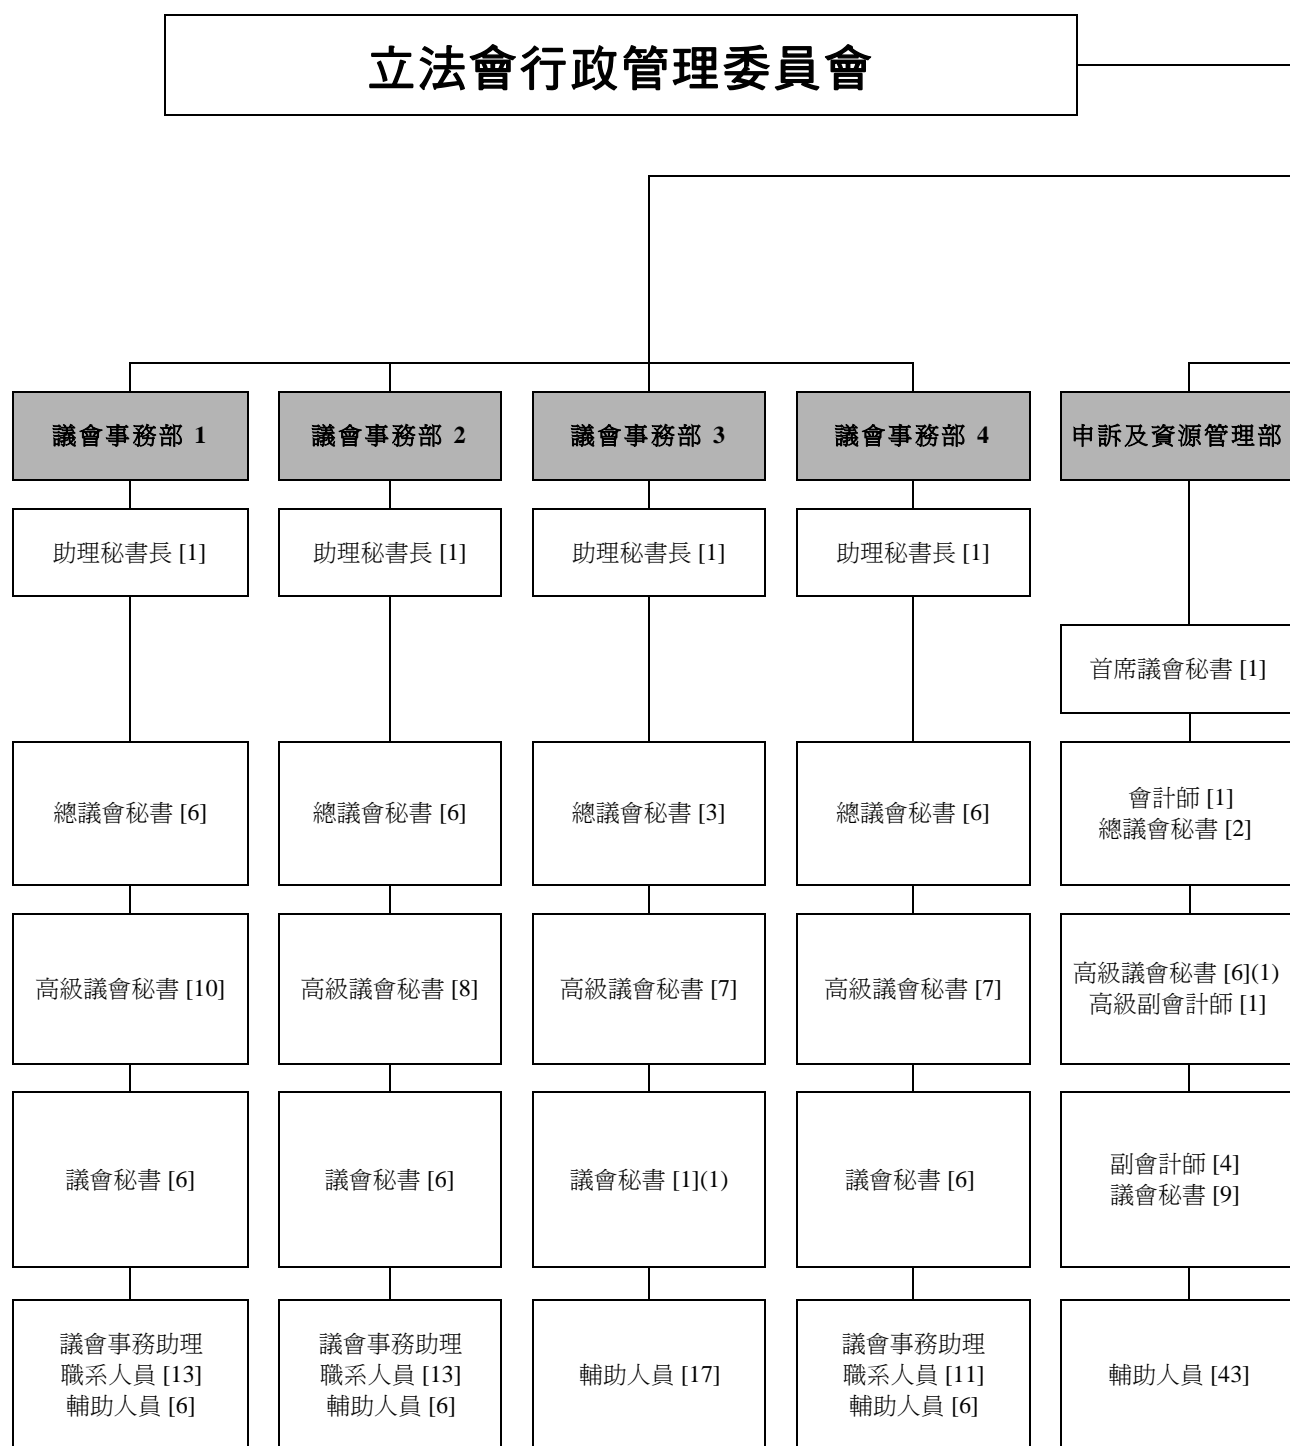 立法會行政管理委員會
議會事務部 1
議會事務部 2
議會事務部 3
議會事務部 4
申訴及資源管理部
助理秘書長 [1]
助理秘書長 [1]
助理秘書長 [1]
助理秘書長 [1]
首席議會秘書 [1]
總議會秘書 [6]
總議會秘書 [6]
總議會秘書 [3]
總議會秘書 [6]
會計師 [1]
總議會秘書 [2]
高級議會秘書 [10]
高級議會秘書 [8]
高級議會秘書 [7]
高級議會秘書 [7]
高級議會秘書 [6](1)
高級副會計師 [1]
議會秘書 [6]
議會秘書 [6]
議會秘書 [1](1)
議會秘書 [6]
副會計師 [4]
議會秘書 [9]
議會事務助理
職系人員 [13]
輔助人員 [6]
議會事務助理
職系人員 [13]
輔助人員 [6]
輔助人員 [17]
議會事務助理
職系人員 [11]
輔助人員 [6]
輔助人員 [43]